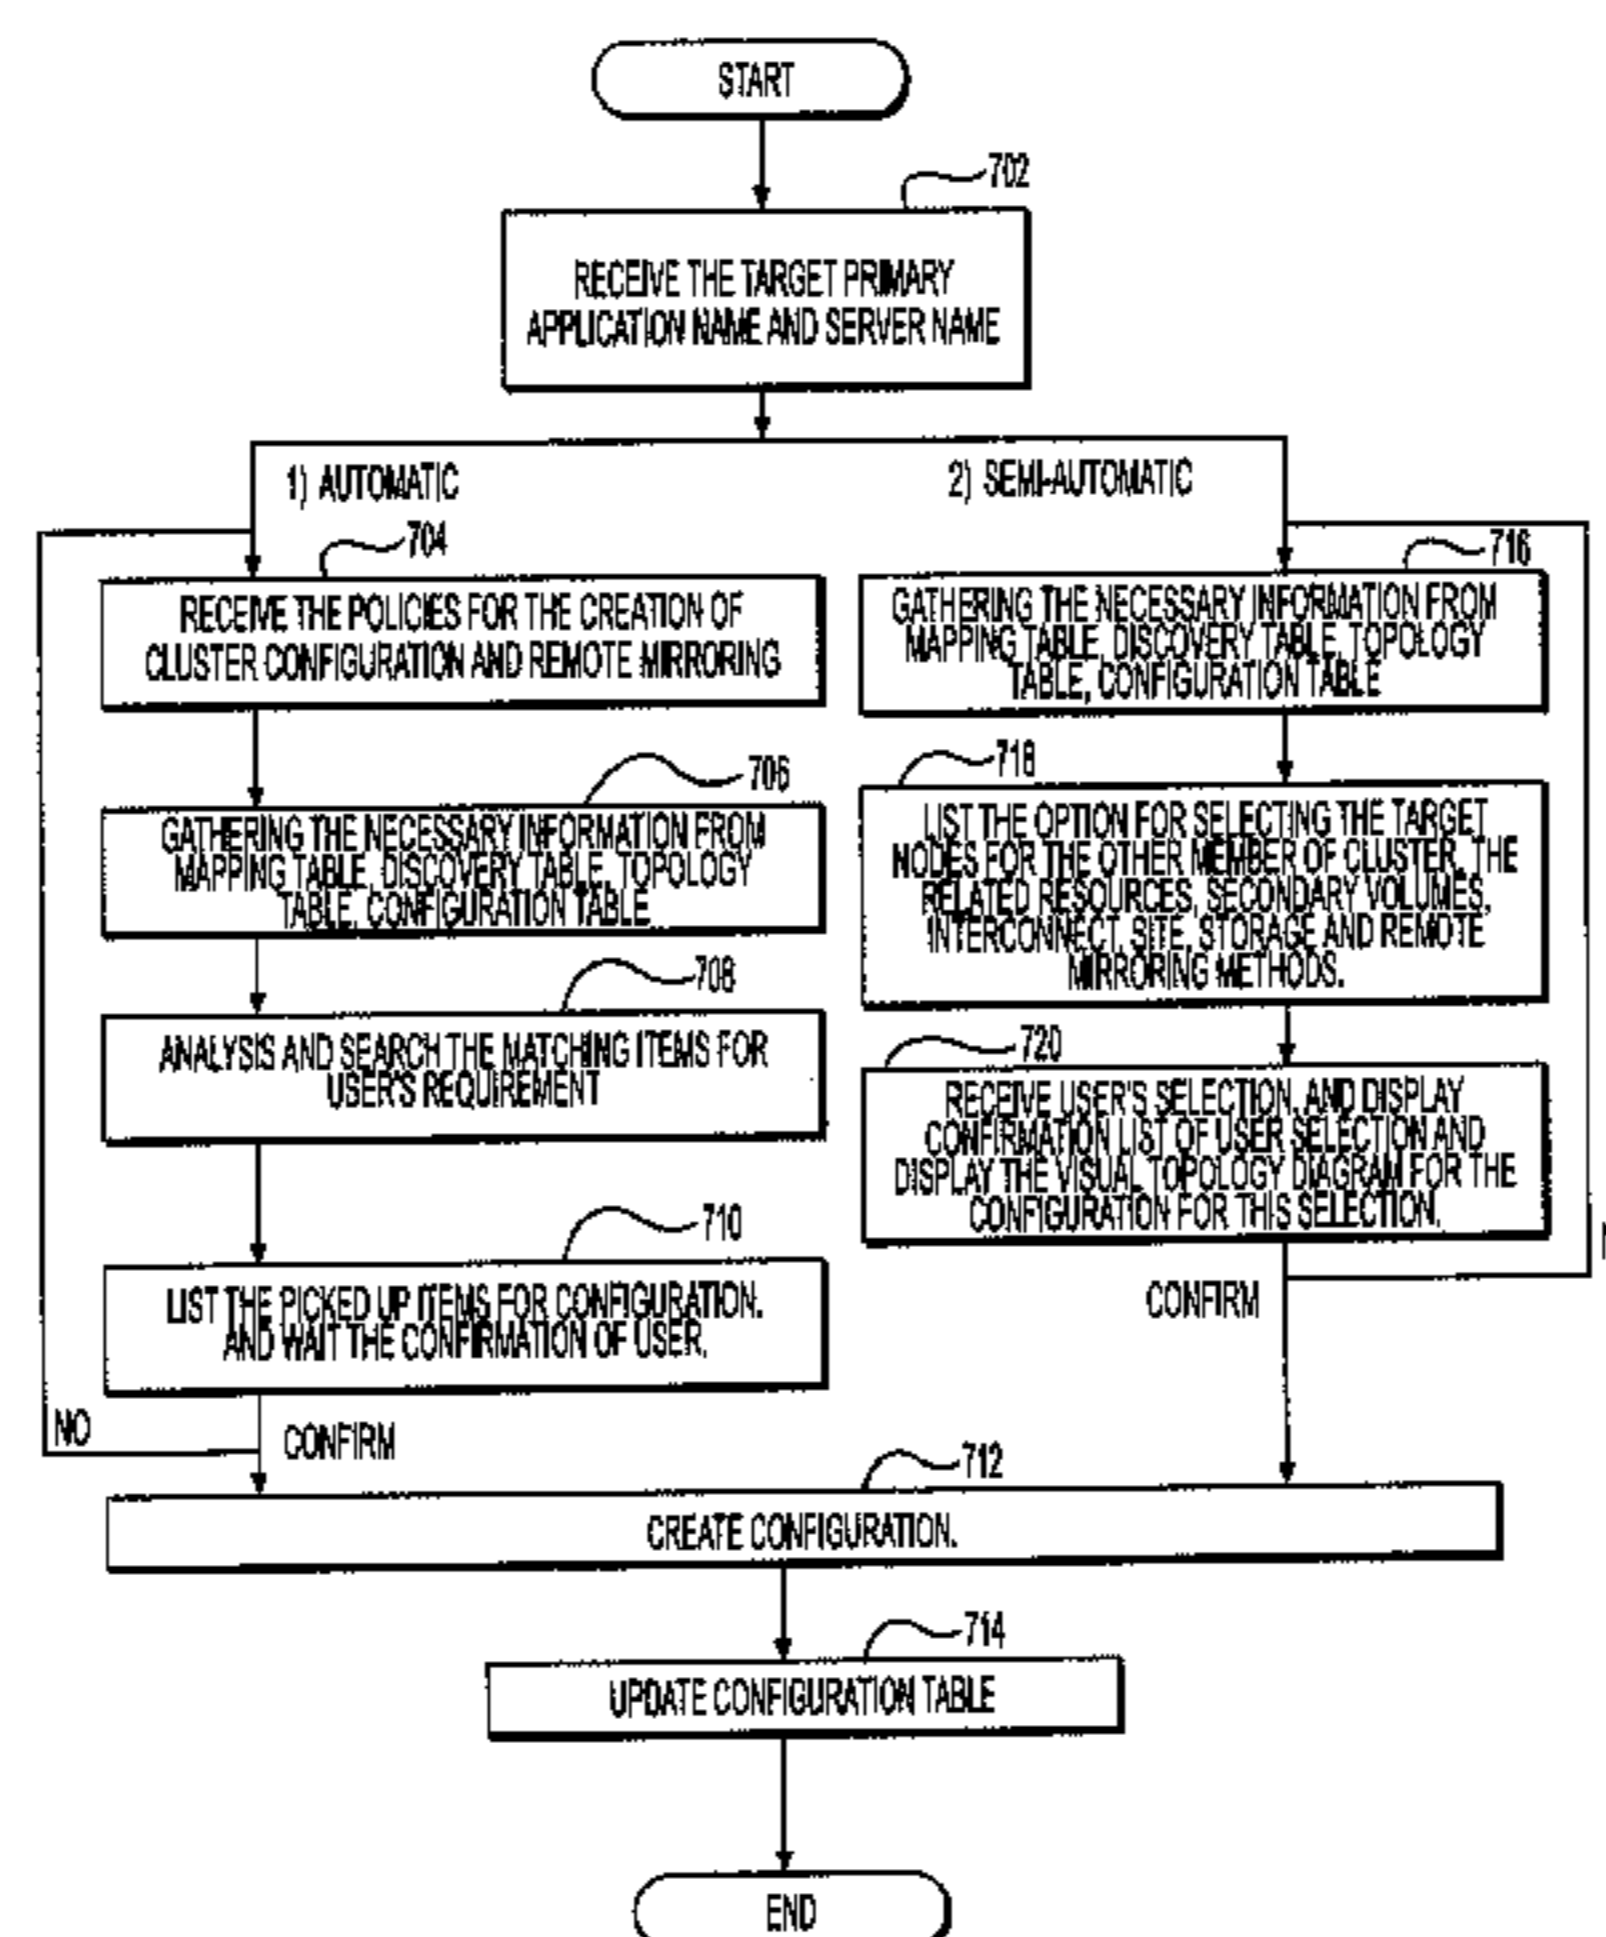 START
702
RECEIVE THE TARGET PRIMARY
APPLICATION NAME AND SERVER NAME
1) AUTOMATIC
2) SEMI-AUTOMATIC
704
RECEIVE THE POLICIES FOR THE CREATION OF
CLUSTER CONFIGURATION AND REMOTE MIRRORING
706
GATHERING THE NECESSARY INFORMATION FROM
MAPPING TABLE, DISCOVERY TABLE, TOPOLOGY
TABLE, CONFIGURATION TABLE
708
ANALYSIS AND SEARCH THE MATCHING ITEMS FOR
USER'S REQUIREMENT
710
LIST THE PICKED UP ITEMS FOR CONFIGURATION.
AND WAIT THE CONFIRMATION OF USER.
NO
CONFIRM
716
GATHERING THE NECESSARY INFORMATION FROM
MAPPING TABLE, DISCOVERY TABLE, TOPOLOGY
TABLE, CONFIGURATION TABLE
718
LIST THE OPTION FOR SELECTING THE TARGET
NODES FOR THE OTHER MEMBER OF CLUSTER, THE
RELATED RESOURCES, SECONDARY VOLUMES,
INTERCONNECT, SITE, STORAGE AND REMOTE
MIRRORING METHODS.
720
RECEIVE USER'S SELECTION, AND DISPLAY
CONFIRMATION LIST OF USER SELECTION AND
DISPLAY THE VISUAL TOPOLOGY DIAGRAM FOR THE
CONFIGURATION FOR THIS SELECTION.
CONFIRM
712
CREATE CONFIGURATION.
714
UPDATE CONFIGURATION TABLE
END